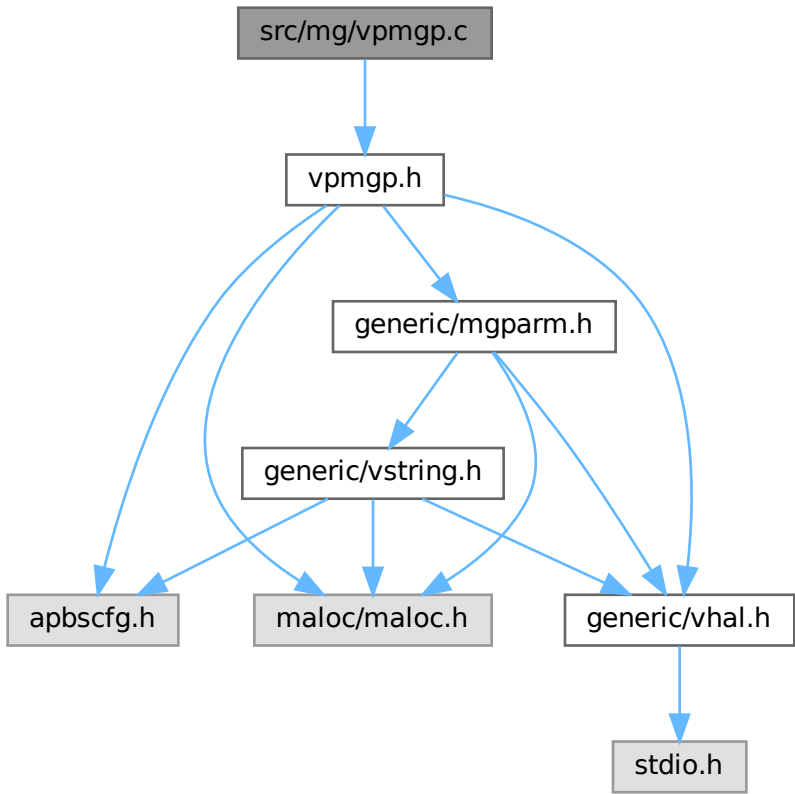 src/mg/vpmgp.c
vpmgp.h
generic/mgparm.h
generic/vstring.h
apbscfg.h
maloc/maloc.h
generic/vhal.h
stdio.h